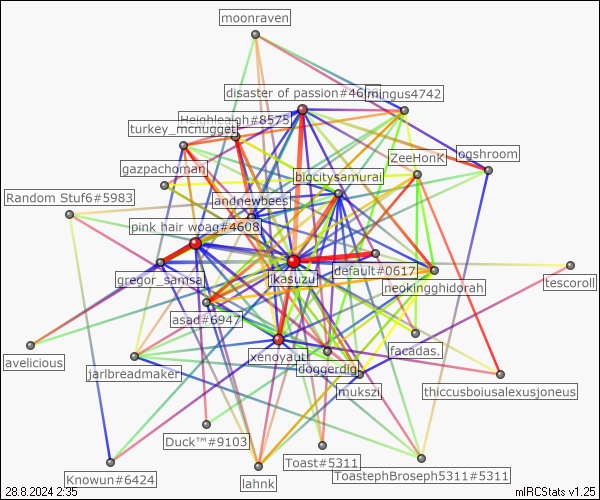 moonraven
disaster of passion#46
mingus4742
Heighleigh#8575
turkey_mcnugget
ZeeHonK
ogshroom
gazpachoman
bigcitysamurai
Random Stuf6#5983
andnewbees
pink hair woag#4608
default#0617
gregor_samsa
ikasuzu
neokingghidorah
tescoroll
asad#6947
avelicious
xenoyaut
facadas.
jarlbreadmaker
doggerdig
mukszi
thiccusboiusalexusjoneus
Duck™#9103
Toast#5311
ToastephBroseph5311#5311
Knowun#6424
lahnk
28.8.2024 2:35
mIRCStats v1.25